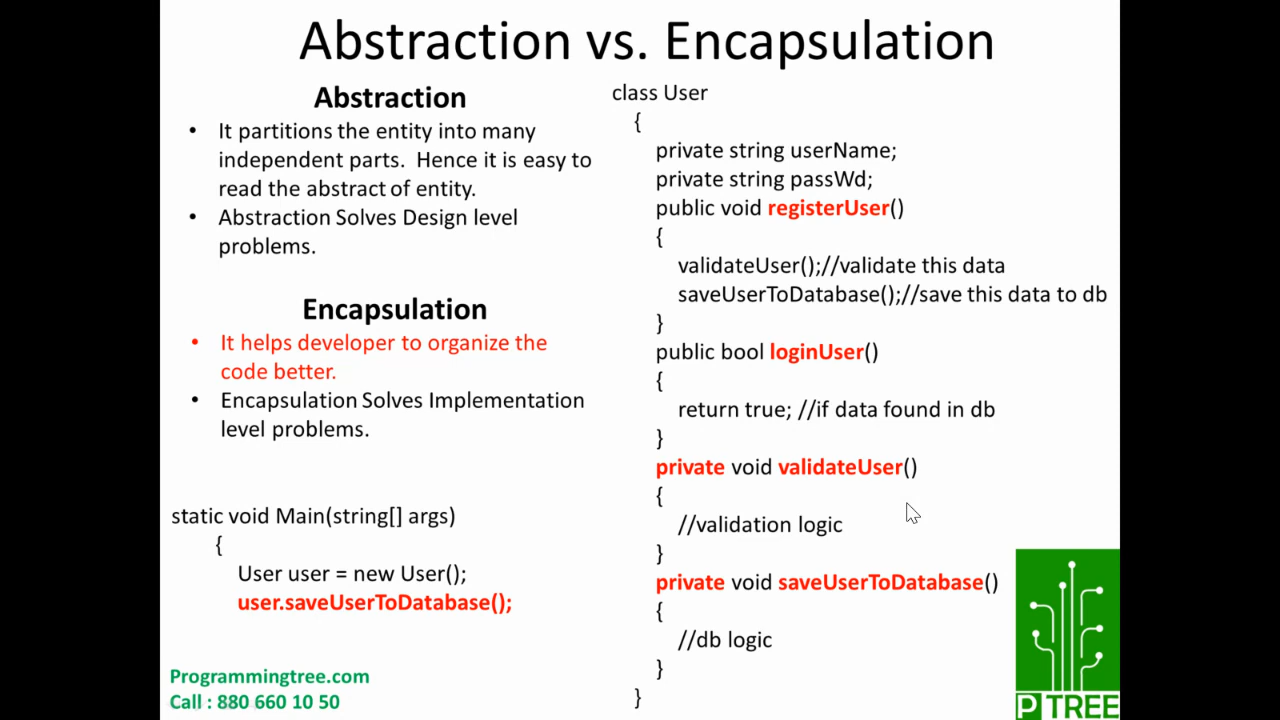 Abstraction vs. Encapsulation
Abstraction
• It partitions the entity into many
independent parts. Hence it is easy to
read the abstract of entity.
• Abstraction Solves Design level
problems.
Encapsulation
• It helps developer to organize the
code better.
• Encapsulation Solves Implementation
level problems.
static void Main(string[] args)
{
User user = new User();
user.saveUserToDatabase();
Programmingtree.com
Call : 880 660 10 50
class User
{
private string userName;
private string passWd;
public void registerUser()
{
validateUser();//validate this data
saveUserToDatabase();//save this data to db
}
public bool loginUser()
{
return true; //if data found in db
}
private void validateUser()
{
//validation logic
}
private void saveUserToDatabase()
{
//db logic
}
}
P TREE